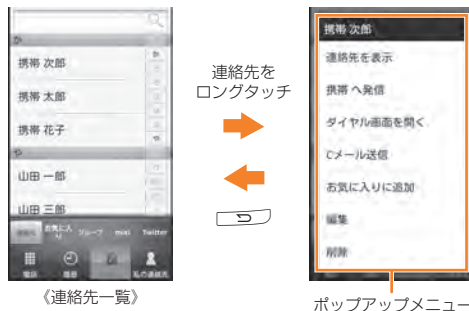 か
携帯 次郎
携帯 太郎
携帯 花子
や
山田 一郎
山田 三郎
連絡先 お気に入り グループ mixi Twitter
電話 履歴 私の連絡先
《連絡先一覧》
連絡先を
ロングタッチ
携帯 次郎
連絡先を表示
携帯 へ発信
ダイヤル画面を開く
Cメール送信
お気に入りに追加
編集
削除
ポップアップメニュー